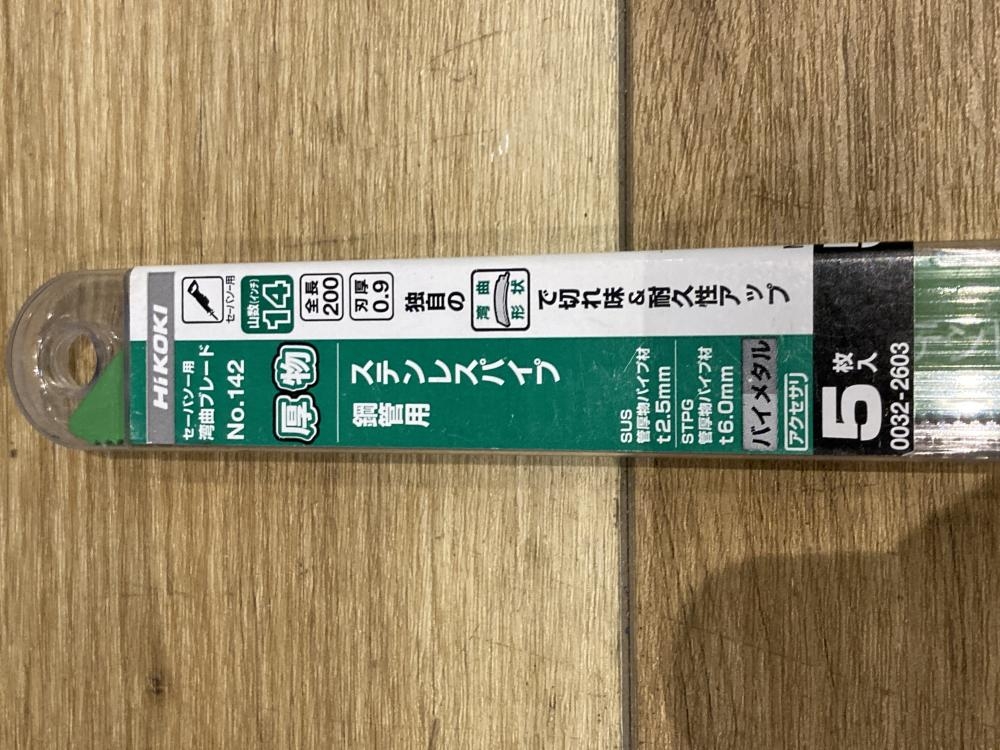 HiKOKI
セーバソー用
山数(インチ)
14
全長
200
刃厚
0.9
独自の
湾曲
形状
で切れ味&耐久性アップ
セーバソー用
湾曲ブレード
No.142
厚物
ステンレスパイプ
鋼管用
SUS
管厚物パイプ材
t2.5mm
STPG
管厚物パイプ材
t6.0mm
バイメタル
アクセサリ
5枚入
0032-2603